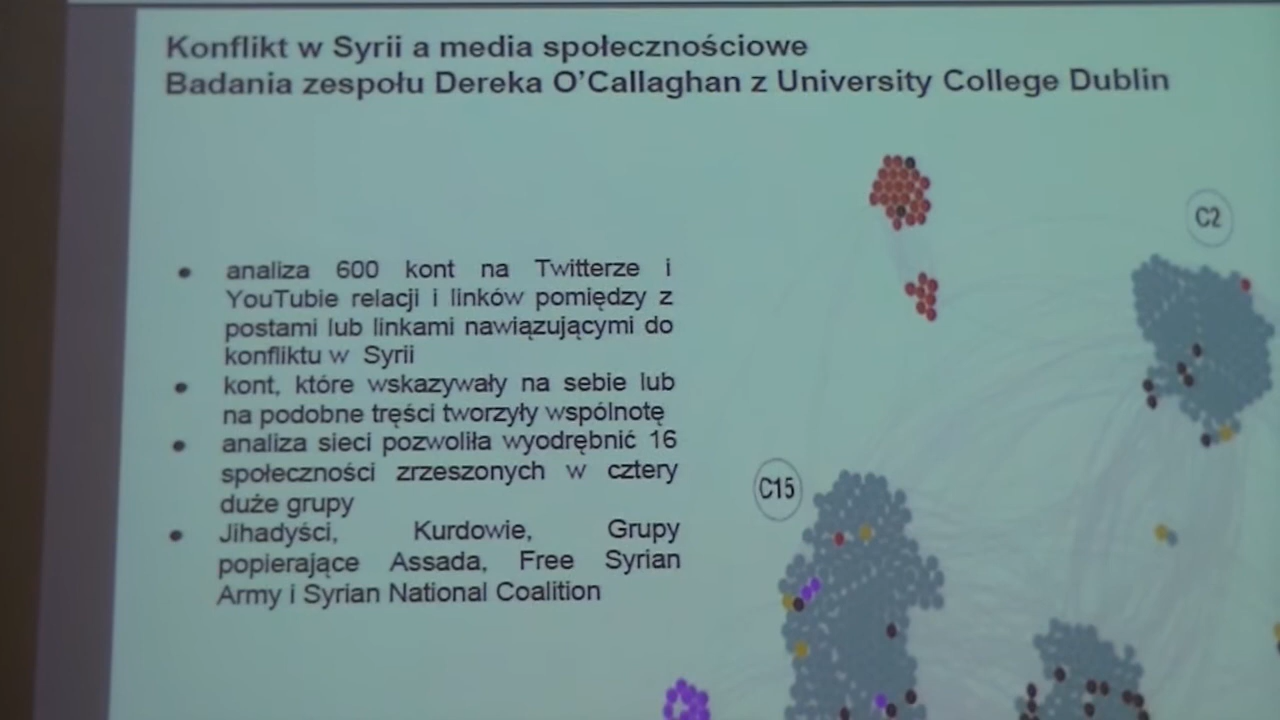 Konflikt w Syrii a media społecznościowe
Badania zespołu Dereka O'Callaghan z University College Dublin
analiza 600 kont na Twitterze i
YouTubie relacji i linków pomiędzy z
postami lub linkami nawiązującymi do
konfliktu w Syrii
kont, które wskazywały na sebie lub
na podobne tręści tworzyły wspólnotę
analiza sieci pozwoliła wyodrębnić 16
społeczności zrzeszonych w cztery
duże grupy
Jihadyści, Kurdowie, Grupy
popierające Assada, Free Syrian
Army i Syrian National Coalition
C2
C15